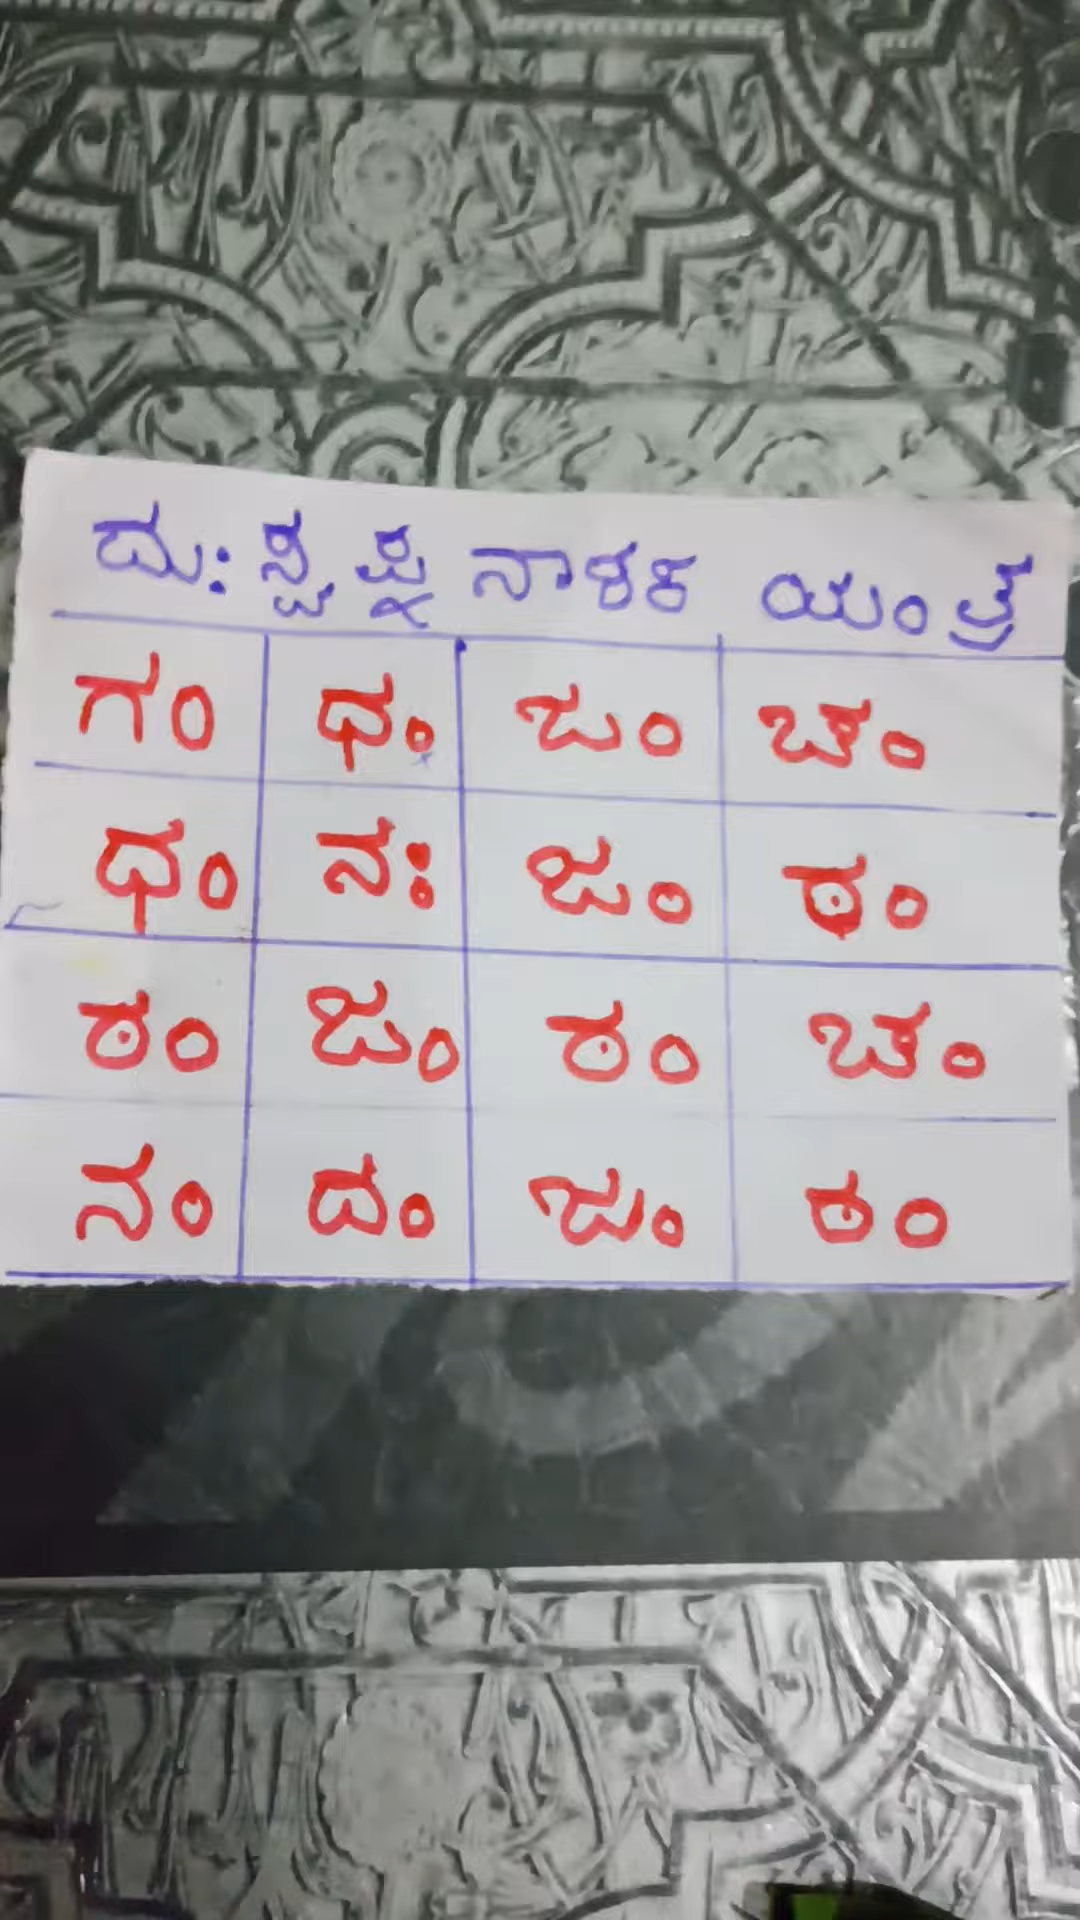 ದು: ಸ್ವಪ್ನ ನಾಶಕ ಯಂತ್ರ
ಗಂ ಥಂ ಜಂ ಚಂ
ಥಂ ನಃ ಜಂ ಠಂ
ಠಂ ಜಂ ಠಂ ಚಂ
ನಂ ದಂ ಜಂ ಠಂ